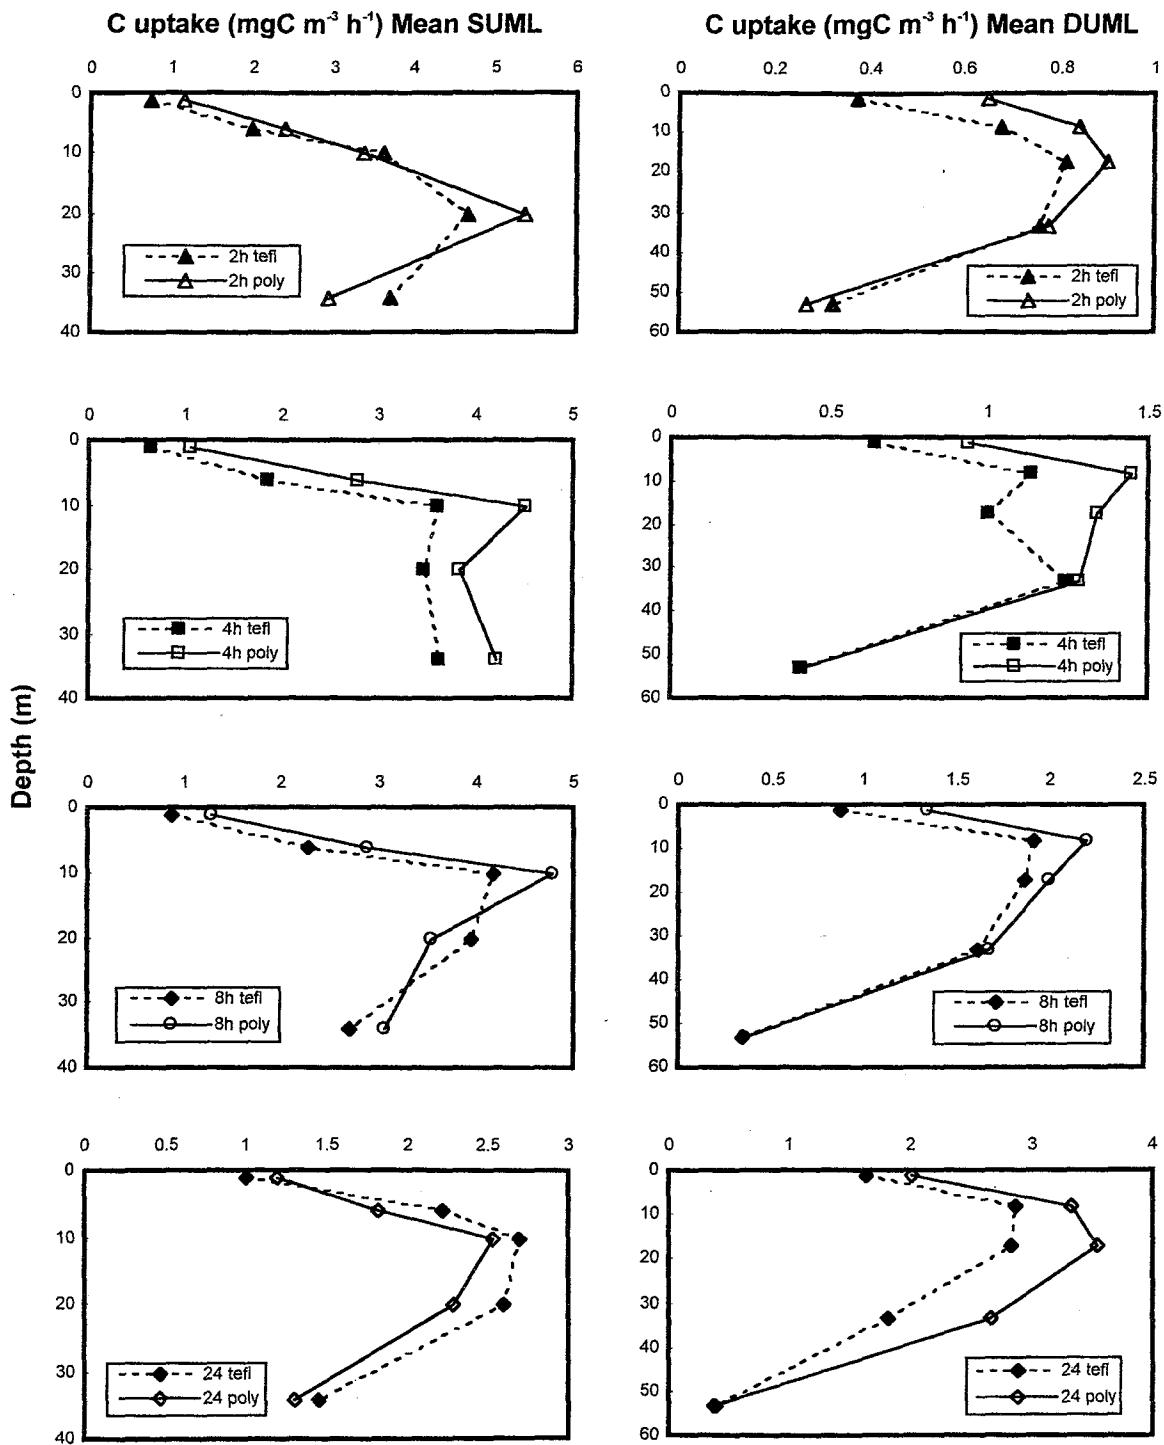 C uptake (mgC m⁻³ h⁻¹) Mean SUML
C uptake (mgC m⁻³ h⁻¹) Mean DUML
0 1 2 3 4 5 6
0
10
20
30
40
2h tefl
2h poly
0 0.2 0.4 0.6 0.8 1
0
10
20
30
40
50
60
2h tefl
2h poly
0 1 2 3 4 5
0
10
20
30
40
4h tefl
4h poly
0 0.5 1 1.5
0
10
20
30
40
50
60
4h tefl
4h poly
Depth (m)
0 1 2 3 4 5
0
10
20
30
40
8h tefl
8h poly
0 0.5 1 1.5 2 2.5
0
10
20
30
40
50
60
8h tefl
8h poly
0 0.5 1 1.5 2 2.5 3
0
10
20
30
40
24 tefl
24 poly
0 1 2 3 4
0
10
20
30
40
50
60
24 tefl
24 poly